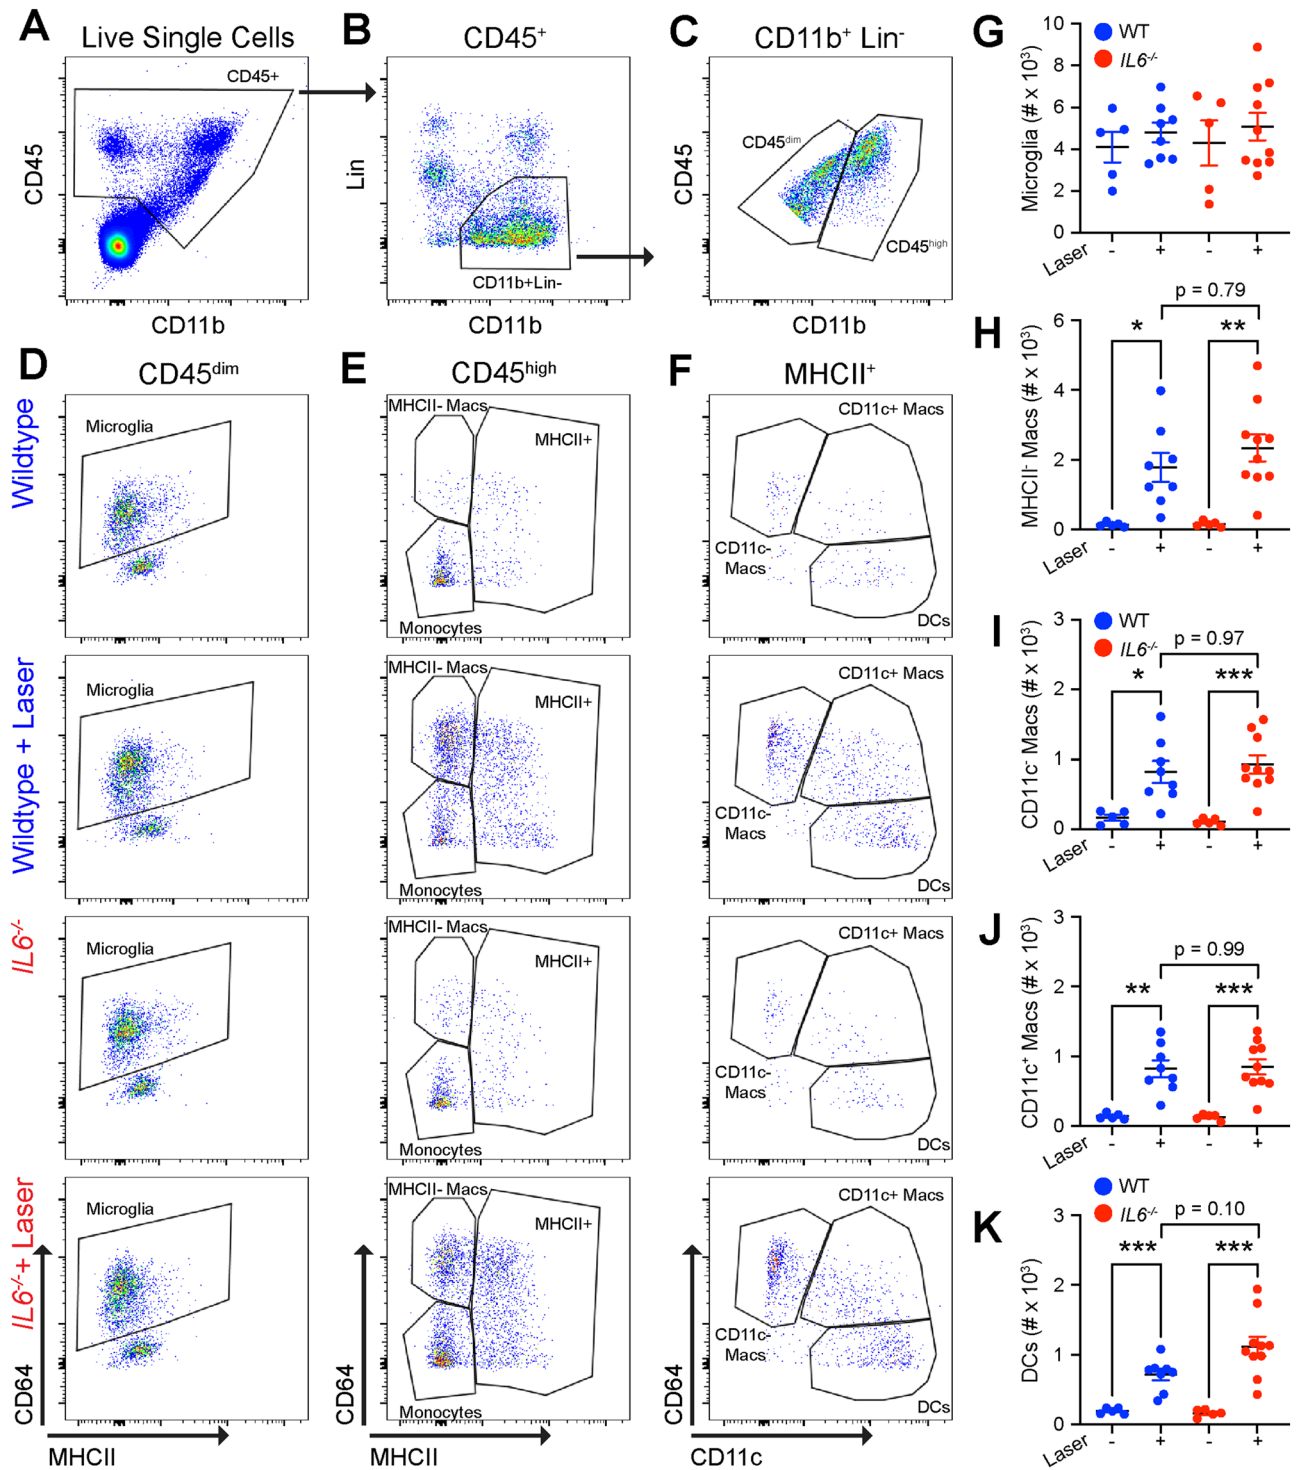 A
Live Single Cells
CD45+
CD45
CD11b
B
CD45⁺
Lin
CD11b+Lin-
CD11b
C
CD11b⁺ Lin⁻
CD45ᵈⁱᵐ
CD45
CD45ʰⁱᵍʰ
CD11b
G
WT
IL6⁻/⁻
Microglia (# x 10³)
10
8
6
4
2
0
Laser - + - +
H
p = 0.79
* **
MHCII⁻ Macs (# x 10³)
6
4
2
0
Laser - + - +
D
CD45ᵈⁱᵐ
E
CD45ʰⁱᵍʰ
F
MHCII⁺
Wildtype
Microglia
MHCII- Macs
MHCII+
Monocytes
CD11c+ Macs
CD11c-
Macs
DCs
Wildtype + Laser
Microglia
MHCII- Macs
MHCII+
Monocytes
CD11c+ Macs
CD11c-
Macs
DCs
IL6⁻/⁻
Microglia
MHCII- Macs
MHCII+
Monocytes
CD11c+ Macs
CD11c-
Macs
DCs
IL6⁻/⁻+ Laser
Microglia
MHCII- Macs
MHCII+
Monocytes
CD11c+ Macs
CD11c-
Macs
DCs
CD64
MHCII
CD64
MHCII
CD64
CD11c
I
WT
IL6⁻/⁻
p = 0.97
* ***
CD11c⁻ Macs (# x 10³)
3
2
1
0
Laser - + - +
J
p = 0.99
** ***
CD11c⁺ Macs (# x 10³)
3
2
1
0
Laser - + - +
K
WT
IL6⁻/⁻
p = 0.10
*** ***
DCs (# x 10³)
3
2
1
0
Laser - + - +